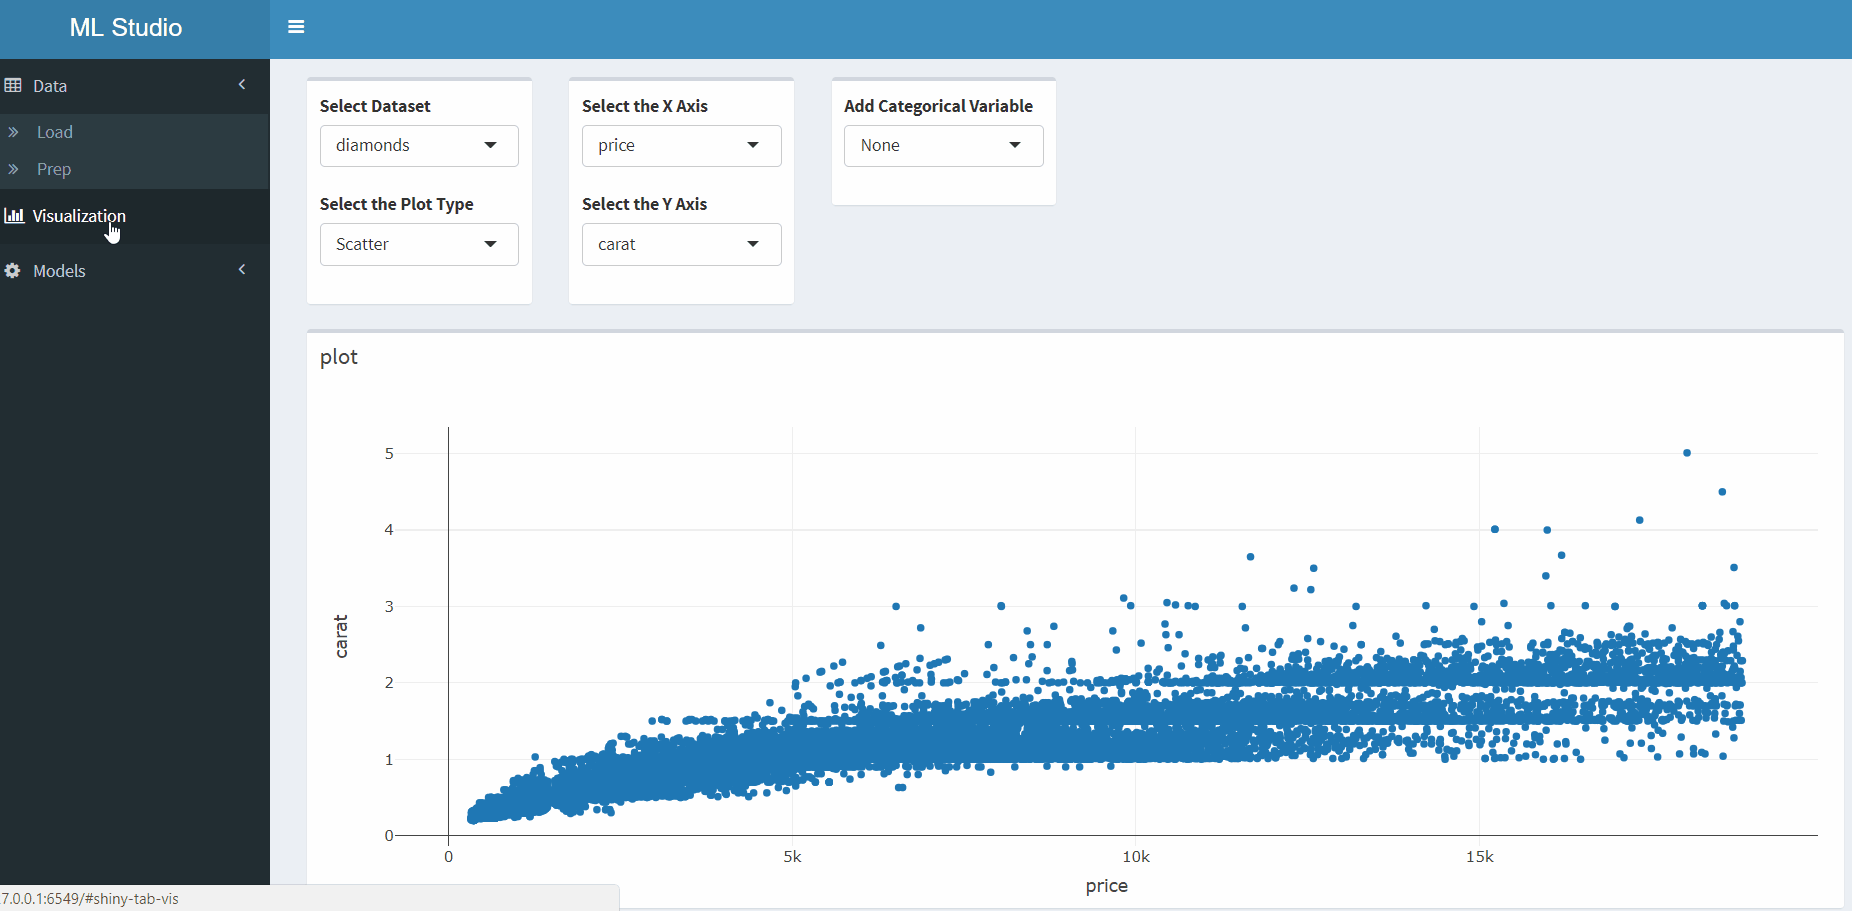 ML Studio
Data
Load
Prep
Visualization
Models
Select Dataset
diamonds
Select the Plot Type
Scatter
Select the X Axis
price
Select the Y Axis
carat
Add Categorical Variable
None
plot
carat
5
4
3
2
1
0
0 5k 10k 15k
price
7.0.0.1:6549/#shiny-tab-vis